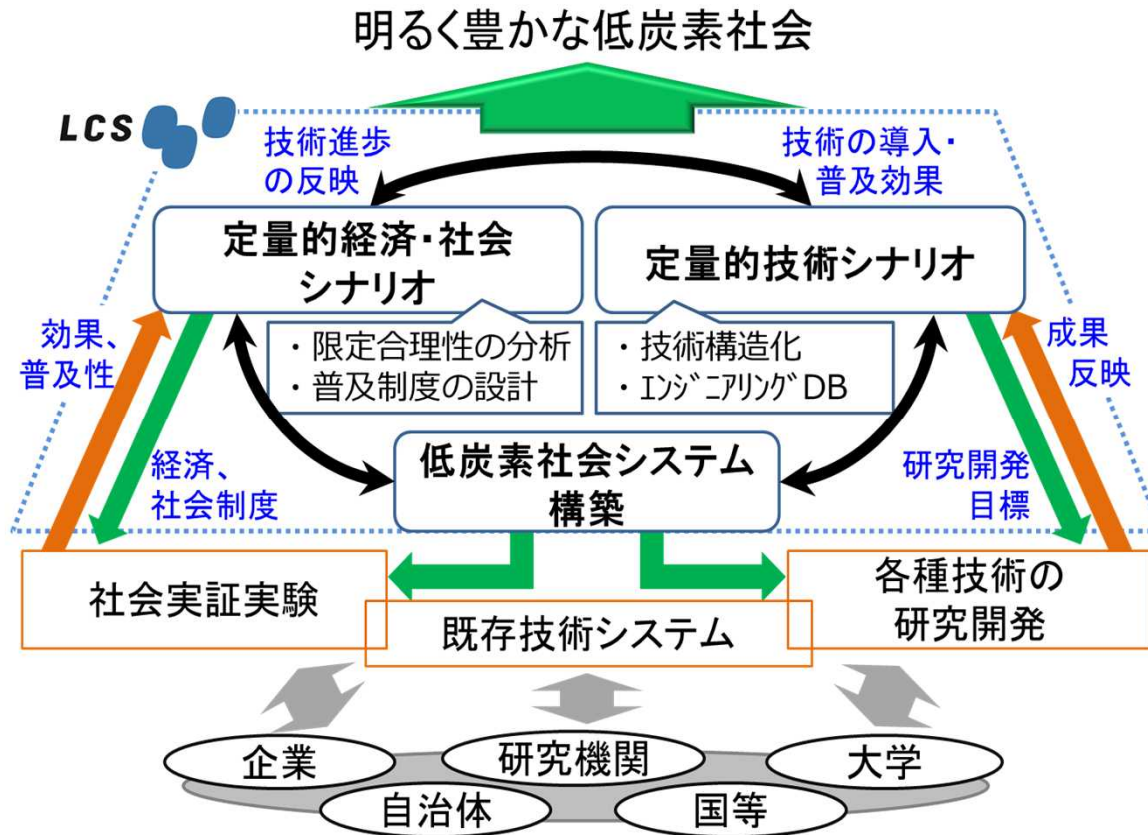 明るく豊かな低炭素社会
LCS
技術進歩
の反映
技術の導入・
普及効果
定量的経済・社会
シナリオ
定量的技術シナリオ
効果、
普及性
・限定合理性の分析
・普及制度の設計
・技術構造化
・ｴﾝｼﾞﾆｱﾘﾝｸﾞDB
成果
反映
経済、
社会制度
低炭素社会システム
構築
研究開発
目標
社会実証実験
既存技術システム
各種技術の
研究開発
企業
研究機関
大学
自治体
国等